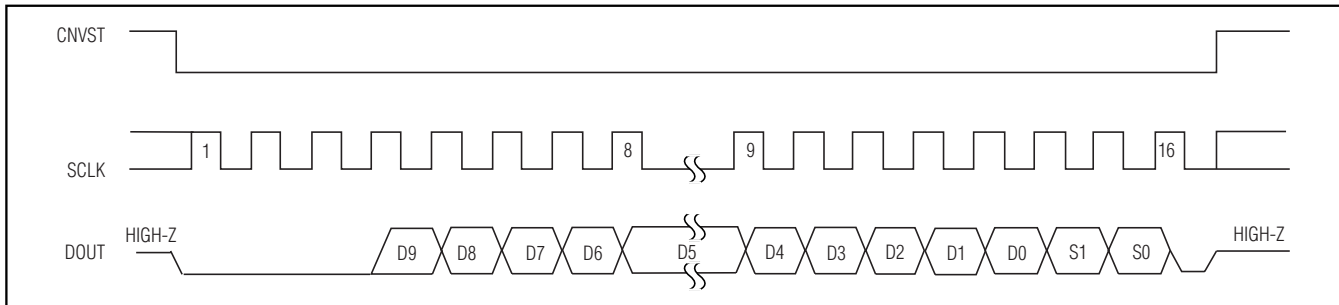 CNVST
SCLK
1 8 9 16
DOUT
HIGH-Z D9 D8 D7 D6 D5 D4 D3 D2 D1 D0 S1 S0 HIGH-Z